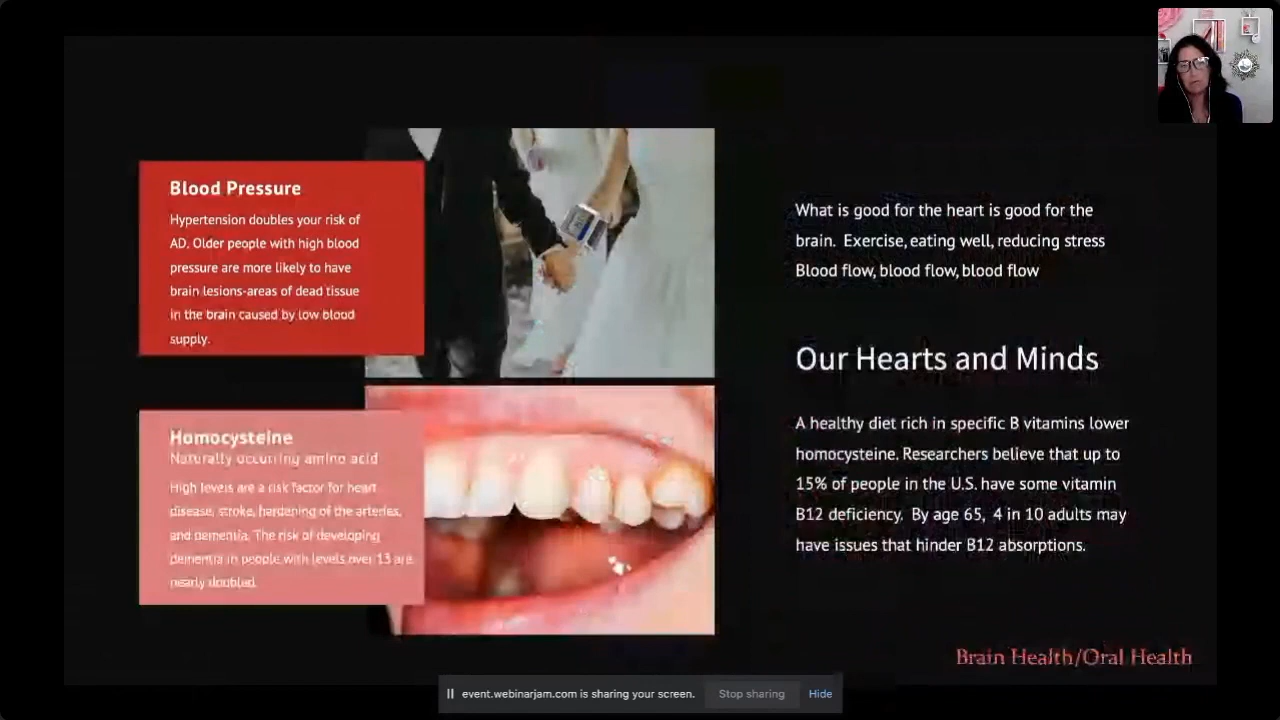 Blood Pressure
Hypertension doubles your risk of
AD. Older people with high blood
pressure are more likely to have
brain lesions-areas of dead tissue
in the brain caused by low blood
supply.
Homocysteine
Naturally occuring amino acid
High levels are a risk factor for heart
disease, stroke, hardening of the arteries,
and dementia. The risk of developing
dementia in people with levels over 13 are
nearly doubled.
What is good for the heart is good for the
brain. Exercise, eating well, reducing stress
Blood flow, blood flow, blood flow
Our Hearts and Minds
A healthy diet rich in specific B vitamins lower
homocysteine. Researchers believe that up to
15% of people in the U.S. have some vitamin
B12 deficiency. By age 65, 4 in 10 adults may
have issues that hinder B12 absorptions.
Brain Health/Oral Health
event.webinarjam.com is sharing your screen.
Stop sharing
Hide